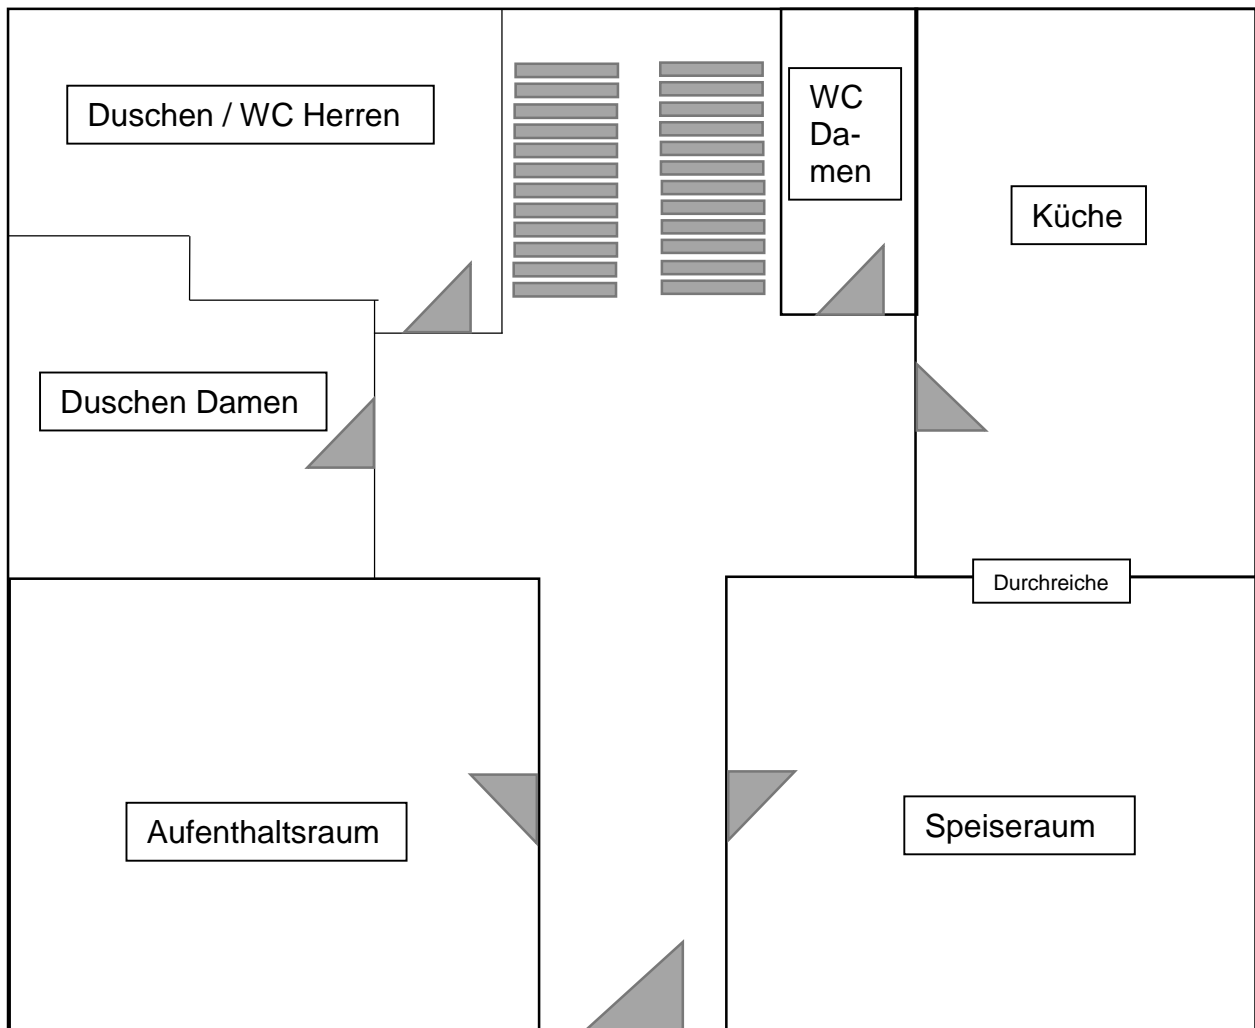 Duschen / WC Herren
WC
Da-
men
Küche
Duschen Damen
Durchreiche
Aufenthaltsraum
Speiseraum